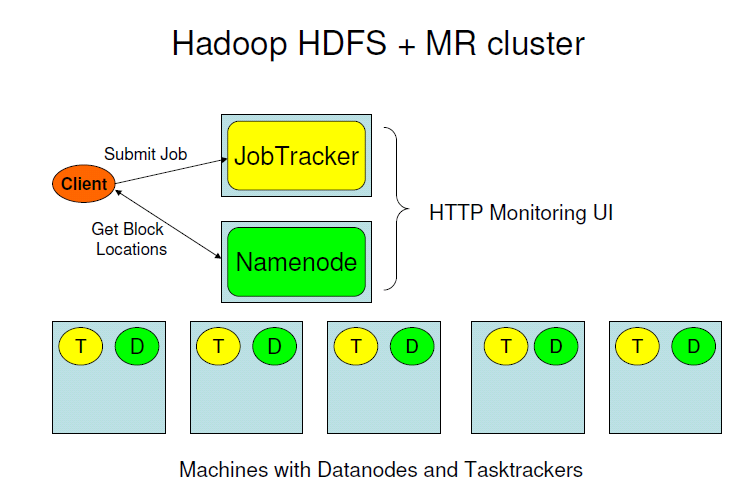 Hadoop HDFS + MR cluster
Submit Job
JobTracker
Client
HTTP Monitoring UI
Get Block
Locations
Namenode
T D T D T D T D T D
Machines with Datanodes and Tasktrackers